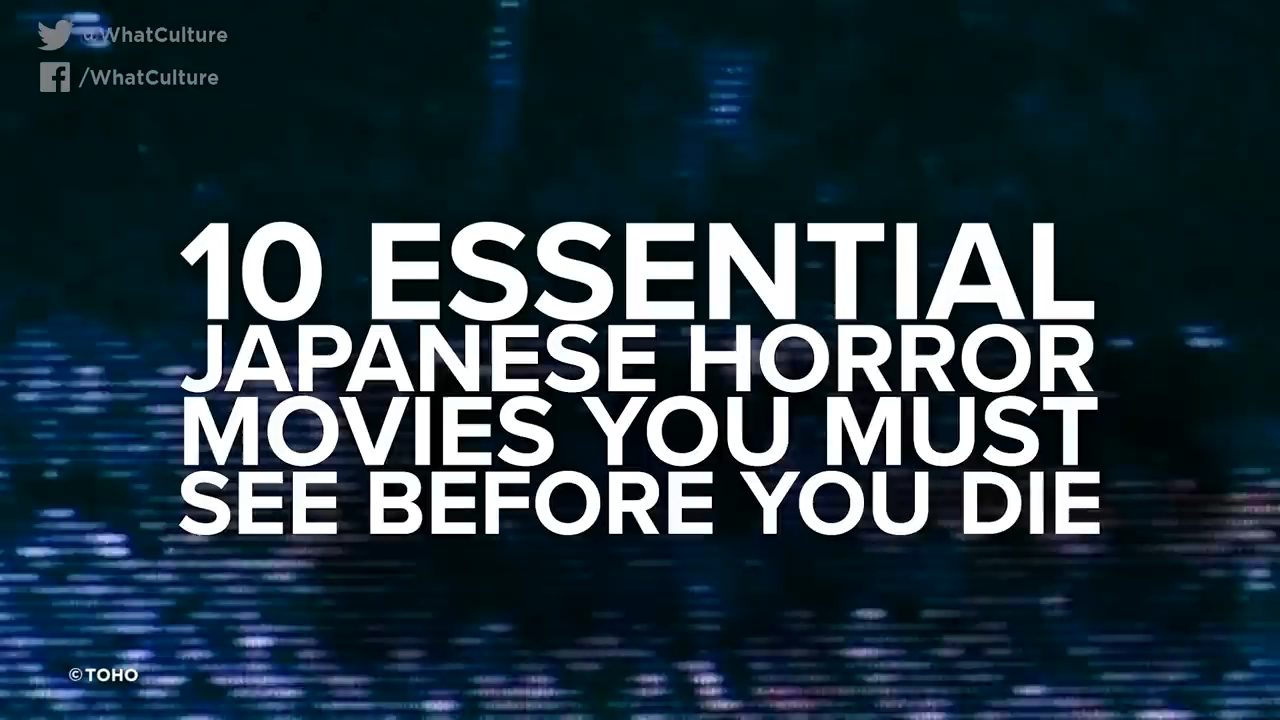 @WhatCulture
/WhatCulture
10 ESSENTIAL
JAPANESE HORROR
MOVIES YOU MUST
SEE BEFORE YOU DIE
©TOHO